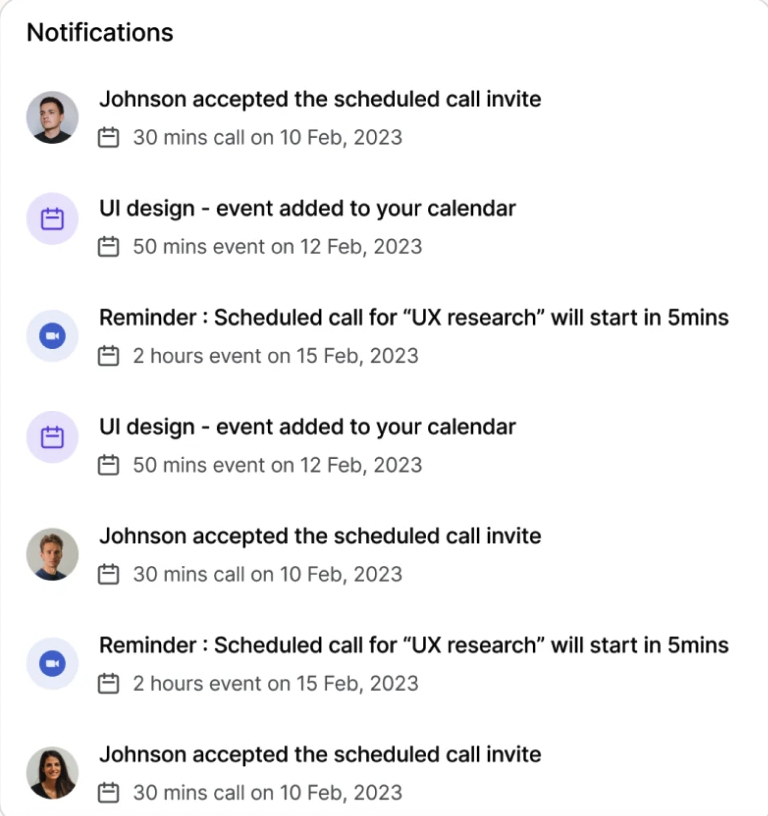 Notifications
Johnson accepted the scheduled call invite
30 mins call on 10 Feb, 2023
UI design - event added to your calendar
50 mins event on 12 Feb, 2023
Reminder : Scheduled call for “UX research” will start in 5mins
2 hours event on 15 Feb, 2023
UI design - event added to your calendar
50 mins event on 12 Feb, 2023
Johnson accepted the scheduled call invite
30 mins call on 10 Feb, 2023
Reminder : Scheduled call for “UX research” will start in 5mins
2 hours event on 15 Feb, 2023
Johnson accepted the scheduled call invite
30 mins call on 10 Feb, 2023